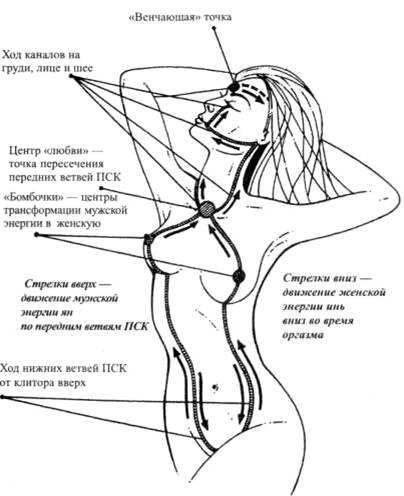 «Венчающая» точка
Ход каналов на
груди, лице и шее
Центр «любви» —
точка пересечения
передних ветвей ПСК
«Бомбочки» — центры
трансформации мужской
энергии в женскую
Стрелки вверх —
движение мужской
энергии ян
по передним ветвям ПСК
Стрелки вниз —
движение женской
энергии инь
вниз во время
оргазма
Ход нижних ветвей ПСК
от клитора вверх